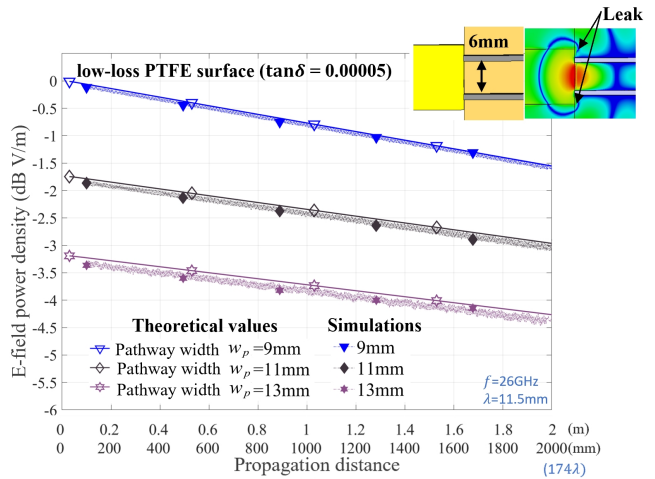 Leak
6mm
low-loss PTFE surface (tanδ = 0.00005)
E-field power density (dB V/m)
0
-0.5
-1
-1.5
-2
-2.5
-3
-3.5
-4
-4.5
-5
-5.5
-6
Theoretical values
Pathway width wₚ=9mm
Pathway width wₚ=11mm
Pathway width wₚ=13mm
Simulations
9mm
11mm
13mm
f=26GHz
λ=11.5mm
0 0.2 0.4 0.6 0.8 1 1.2 1.4 1.6 1.8 2 (m)
0 200 400 600 800 1000 1200 1400 1600 1800 2000(mm)
Propagation distance
(174λ)